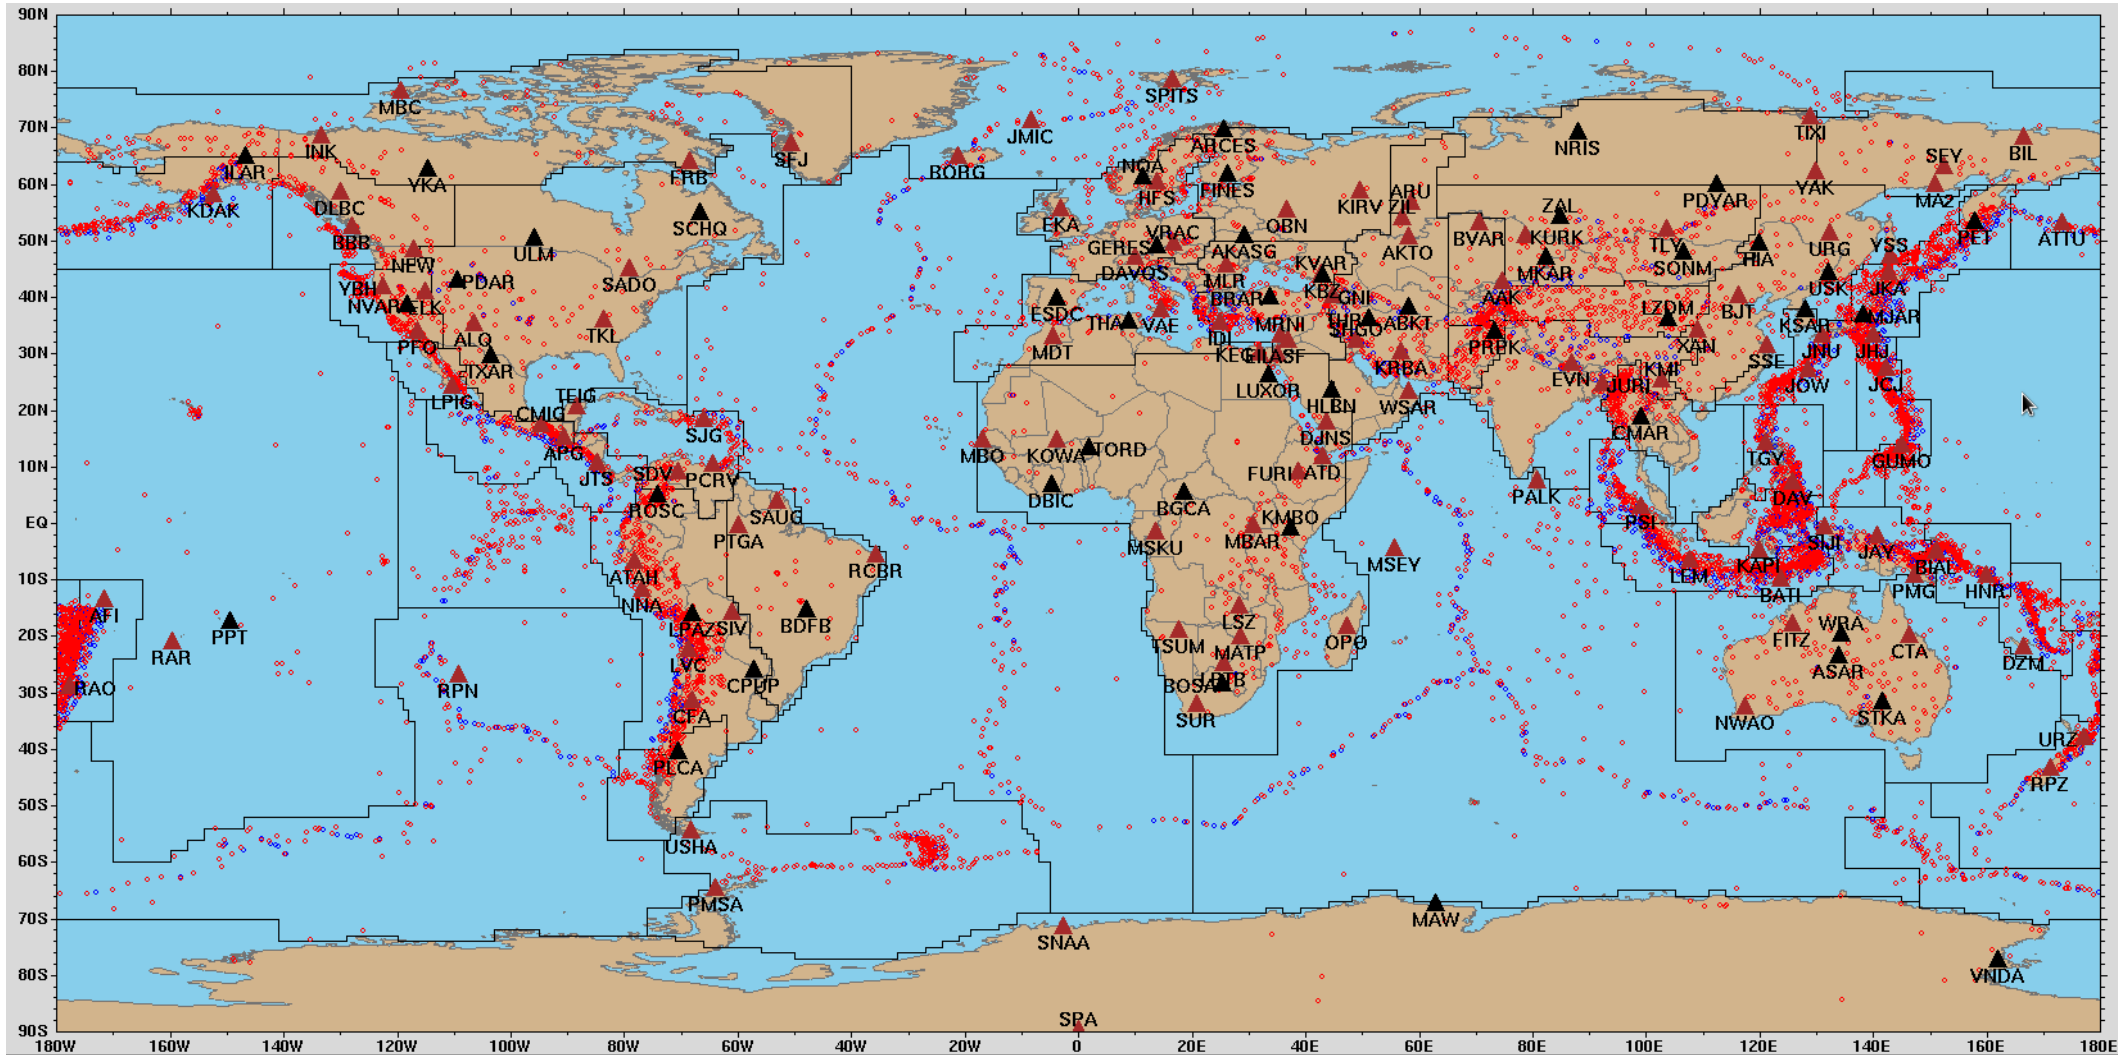 90N
80N
SPITS
MBC
70N
JMIC
ARCES
NRIS
TIXI
BIL
INK
SFJ
BORG
NOA
SEY
ILAR
YKA
FRB
60N
HFS
FINES
ARU
PDYAR
YAK
MA2
KDAK
DLBC
SCHQ
EKA
OBN
KIRV
ZIL
ZAL
PET
ATTU
50N
BBB
ULM
GERES
VRAC
AKASG
AKTO
BVAR
KURK
TLY
URG
YSS
NEW
PDAR
SADO
DAVOS
MLR
KVAR
MKAR
SONM
HIA
USK
JKA
40N
YBH
NVAR
ELK
ESDC
THA
VAE
BRAR
KBZ
GNI
ABKT
AAK
LZDM
BJT
KSAR
MJAR
PFO
ALQ
TKL
MDT
IDI
MRNI
THR
SHGO
PRPK
XAN
JNU
JHJ
30N
TXAR
KEG
EIL
ASF
KRBA
EVN
KMI
SSE
LPIG
LUXOR
HLBN
WSAR
JURI
JOW
JCJ
20N
CMIG
TEIG
SJG
MBO
KOWA
TORD
DJNS
CMAR
TGY
GUMO
APG
10N
JTS
SDV
PCRV
DBIC
FURI
ATD
PALK
DAV
ROSC
SAUG
BGCA
EQ
PTGA
MSKU
MBAR
KMBO
MSEY
PSI
SIJI
JAY
RCBR
KAPI
BIAL
10S
ATAH
LEM
BATI
PMG
HNR
AFI
NNA
LPAZ
SIV
BDFB
LSZ
WRA
20S
PPT
TSUM
OPO
FITZ
CTA
RAR
LVC
MATP
ASAR
DZM
30S
RAO
RPN
CPUP
BOSA
LBTB
CFA
SUR
NWAO
STKA
40S
PLCA
URZ
50S
RPZ
USHA
60S
PMSA
70S
MAW
SNAA
80S
VNDA
SPA
90S
180W
160W
140W
120W
100W
80W
60W
40W
20W
0
20E
40E
60E
80E
100E
120E
140E
160E
180E